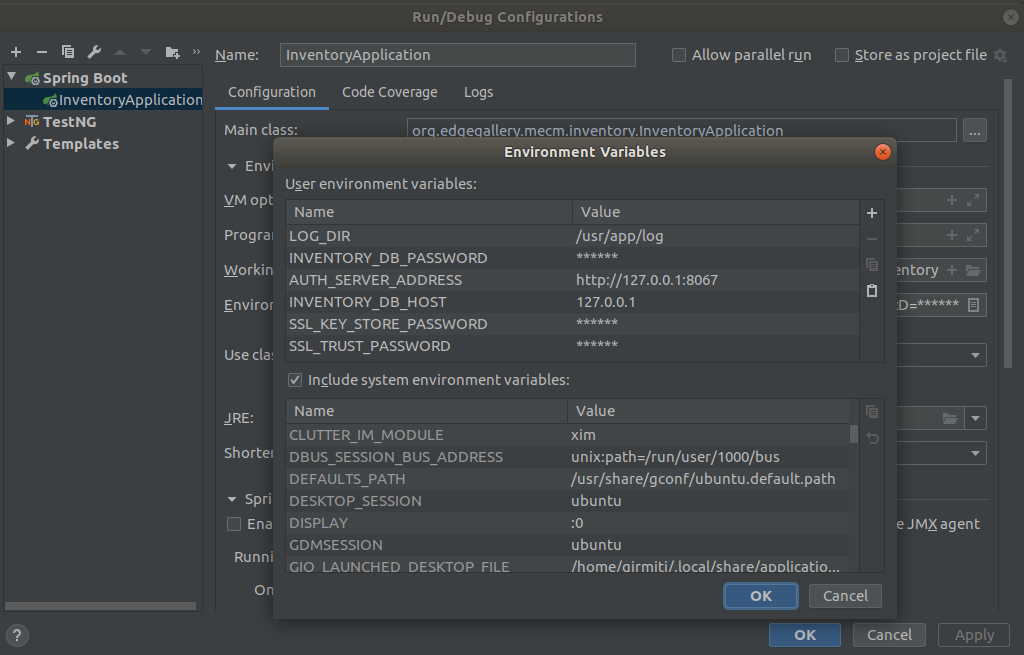 Run/Debug Configurations
Name: InventoryApplication Allow parallel run Store as project file
Spring Boot
InventoryApplication
TestNG
Templates
Configuration Code Coverage Logs
Main class: org.edgegallery.mecm.inventory.InventoryApplication ...
Envi
VM opt
Progra
Workin entory
Enviror D=******
Use clas
JRE:
Shorter
Spri
Ena e JMX agent
Runni
On
Environment Variables
User environment variables:
Name Value
LOG_DIR /usr/app/log
INVENTORY_DB_PASSWORD ******
AUTH_SERVER_ADDRESS http://127.0.0.1:8067
INVENTORY_DB_HOST 127.0.0.1
SSL_KEY_STORE_PASSWORD ******
SSL_TRUST_PASSWORD ******
Include system environment variables:
Name Value
CLUTTER_IM_MODULE xim
DBUS_SESSION_BUS_ADDRESS unix:path=/run/user/1000/bus
DEFAULTS_PATH /usr/share/gconf/ubuntu.default.path
DESKTOP_SESSION ubuntu
DISPLAY :0
GDMSESSION ubuntu
GIO_LAUNCHED_DESKTOP_FILE /home/girmiti/.local/share/applicatio...
OK Cancel
? OK Cancel Apply